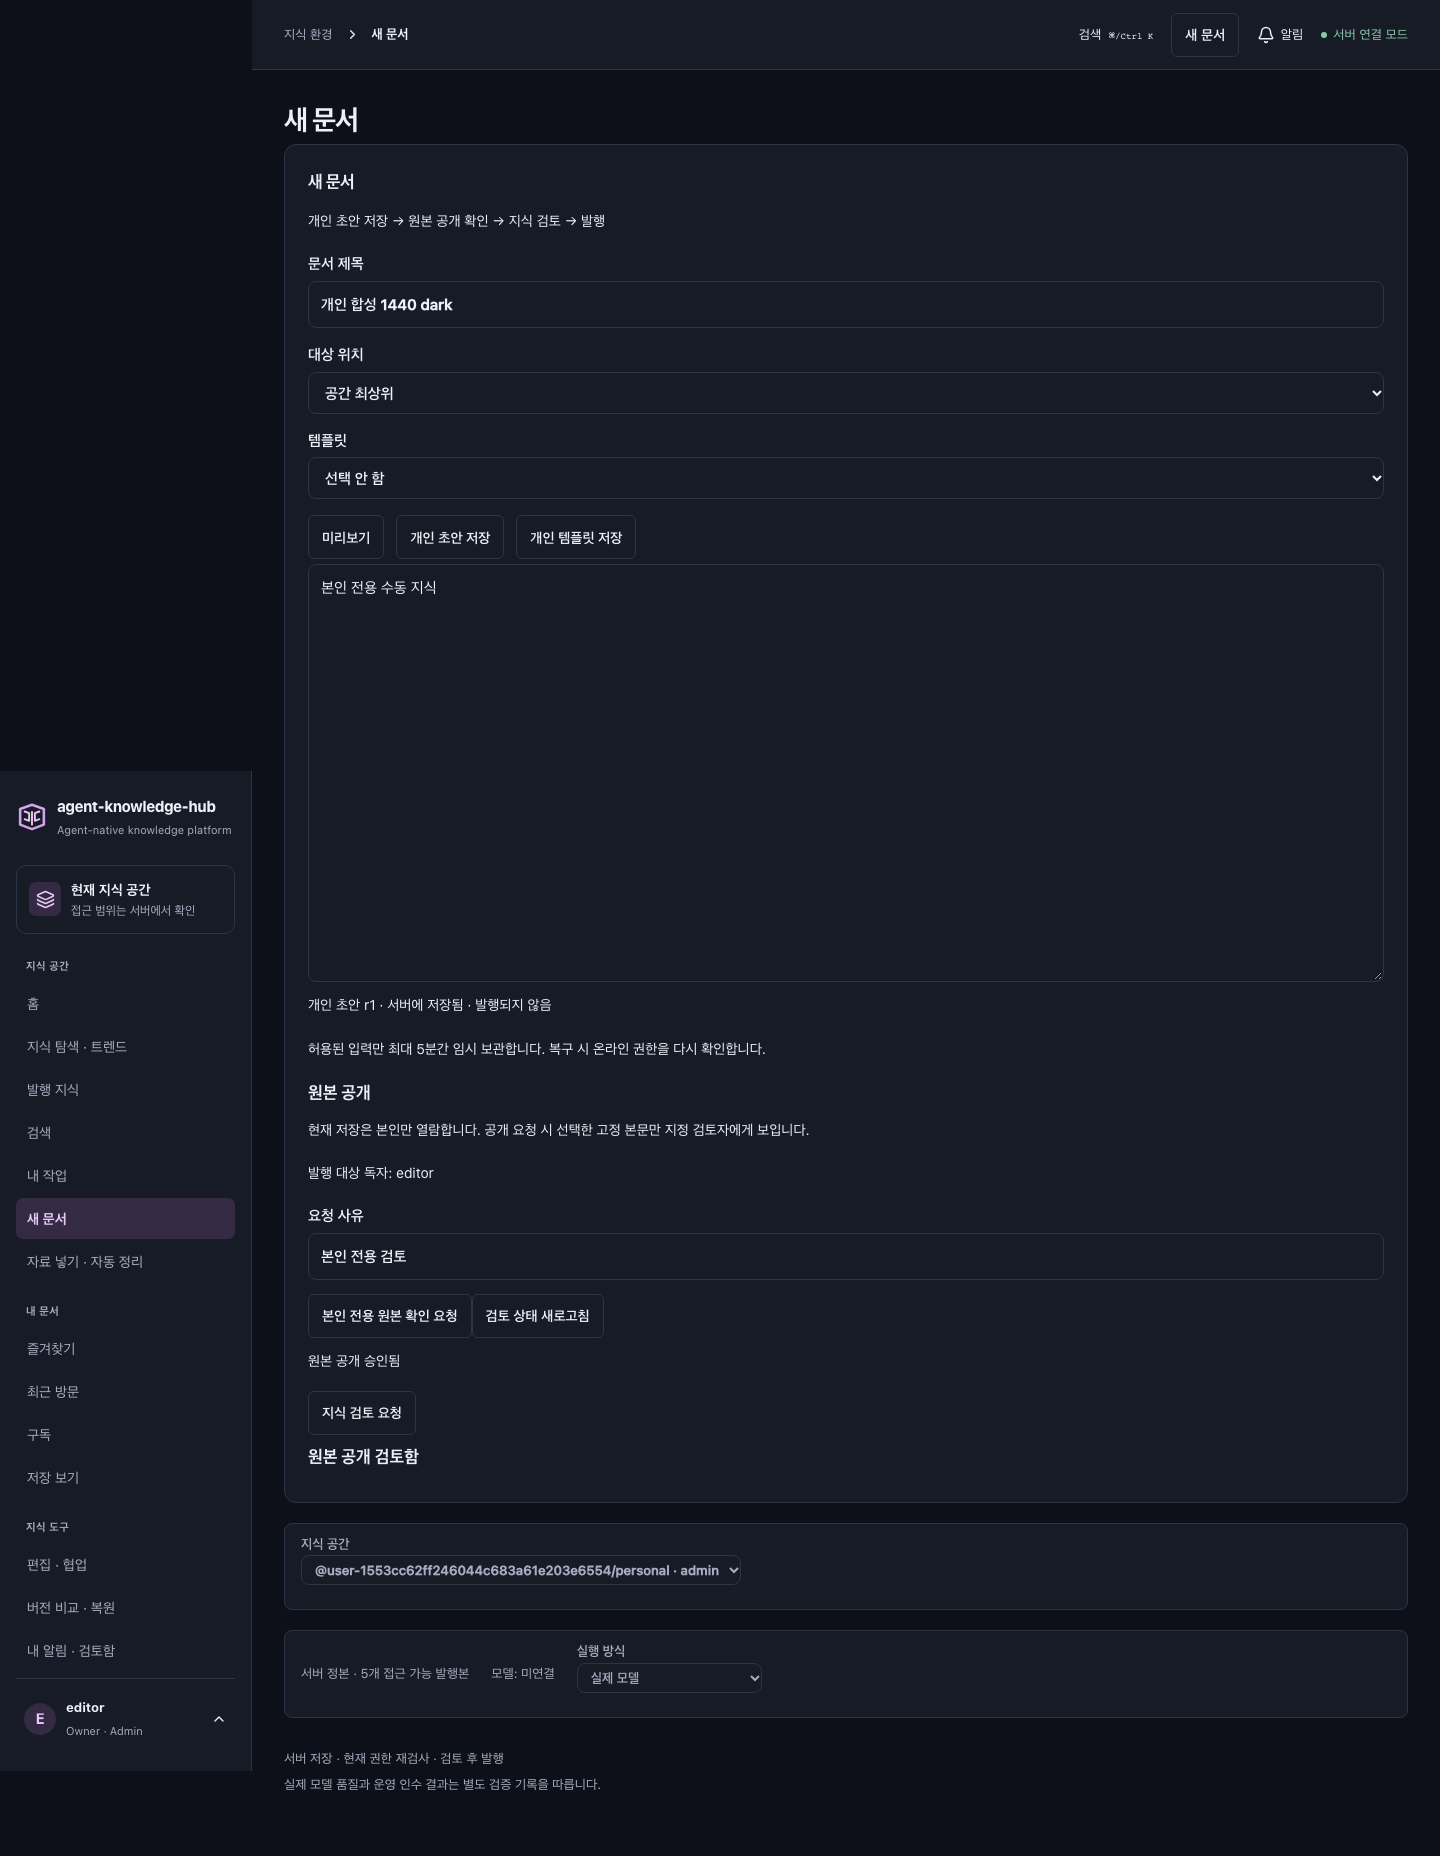 지식 환경 > 새 문서
검색 ⌘/Ctrl K
새 문서
알림
서버 연결 모드
새 문서
새 문서
개인 초안 저장 → 원본 공개 확인 → 지식 검토 → 발행
문서 제목
개인 합성 1440 dark
대상 위치
공간 최상위
템플릿
선택 안 함
미리보기
개인 초안 저장
개인 템플릿 저장
본인 전용 수동 지식
개인 초안 r1 · 서버에 저장됨 · 발행되지 않음
허용된 입력만 최대 5분간 임시 보관합니다. 복구 시 온라인 권한을 다시 확인합니다.
원본 공개
현재 저장은 본인만 열람합니다. 공개 요청 시 선택한 고정 본문만 지정 검토자에게 보입니다.
발행 대상 독자: editor
요청 사유
본인 전용 검토
본인 전용 원본 확인 요청
검토 상태 새로고침
원본 공개 승인됨
지식 검토 요청
원본 공개 검토함
지식 공간
@user-1553cc62ff246044c683a61e203e6554/personal · admin
서버 정본 · 5개 접근 가능 발행본
모델: 미연결
실행 방식
실제 모델
서버 저장 · 현재 권한 재검사 · 검토 후 발행
실제 모델 품질과 운영 인수 결과는 별도 검증 기록을 따릅니다.
agent-knowledge-hub
Agent-native knowledge platform
현재 지식 공간
접근 범위는 서버에서 확인
지식 공간
홈
지식 탐색 · 트렌드
발행 지식
검색
내 작업
새 문서
자료 넣기 · 자동 정리
내 문서
즐겨찾기
최근 방문
구독
저장 보기
지식 도구
편집 · 협업
버전 비교 · 복원
내 알림 · 검토함
E
editor
Owner · Admin